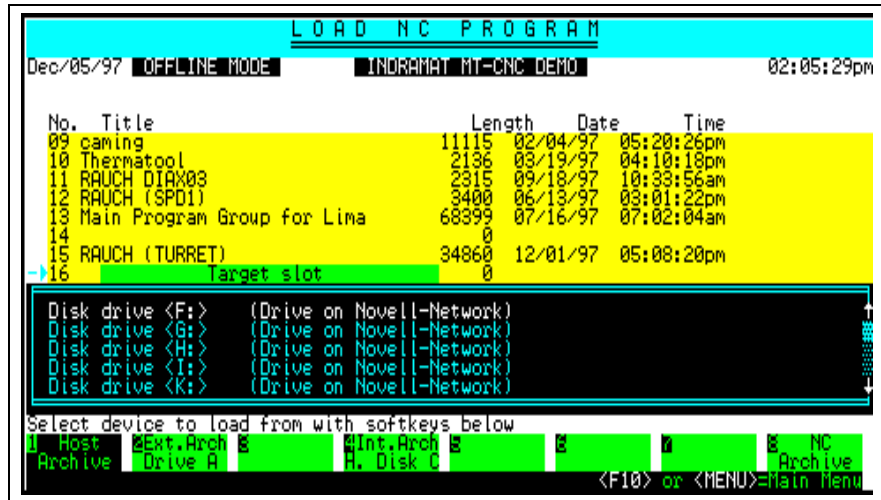 LOAD NC PROGRAM
Dec/05/97 OFFLINE MODE INDRAMAT MT-CNC DEMO 02:05:29pm
No. Title Length Date Time
09 caming 11115 02/04/97 05:20:26pm
10 Thermatool 2136 03/19/97 04:10:18pm
11 RAUCH DIAX03 2315 09/18/97 10:33:56am
12 RAUCH (SPD1) 3400 06/13/97 03:01:22pm
13 Main Program Group for Lima 68399 07/16/97 07:02:04am
14 0
15 RAUCH (TURRET) 34860 12/01/97 05:08:20pm
16 Target slot 0
Disk drive <F:> (Drive on Novell-Network)
Disk drive <G:> (Drive on Novell-Network)
Disk drive <H:> (Drive on Novell-Network)
Disk drive <I:> (Drive on Novell-Network)
Disk drive <K:> (Drive on Novell-Network)
Select device to load from with softkeys below
1 Host 2 Ext.Arch 3 4 Int.Arch 5 6 7 8 NC
Archive Drive A H. Disk C Archive
<F10> or <MENU>=Main Menu